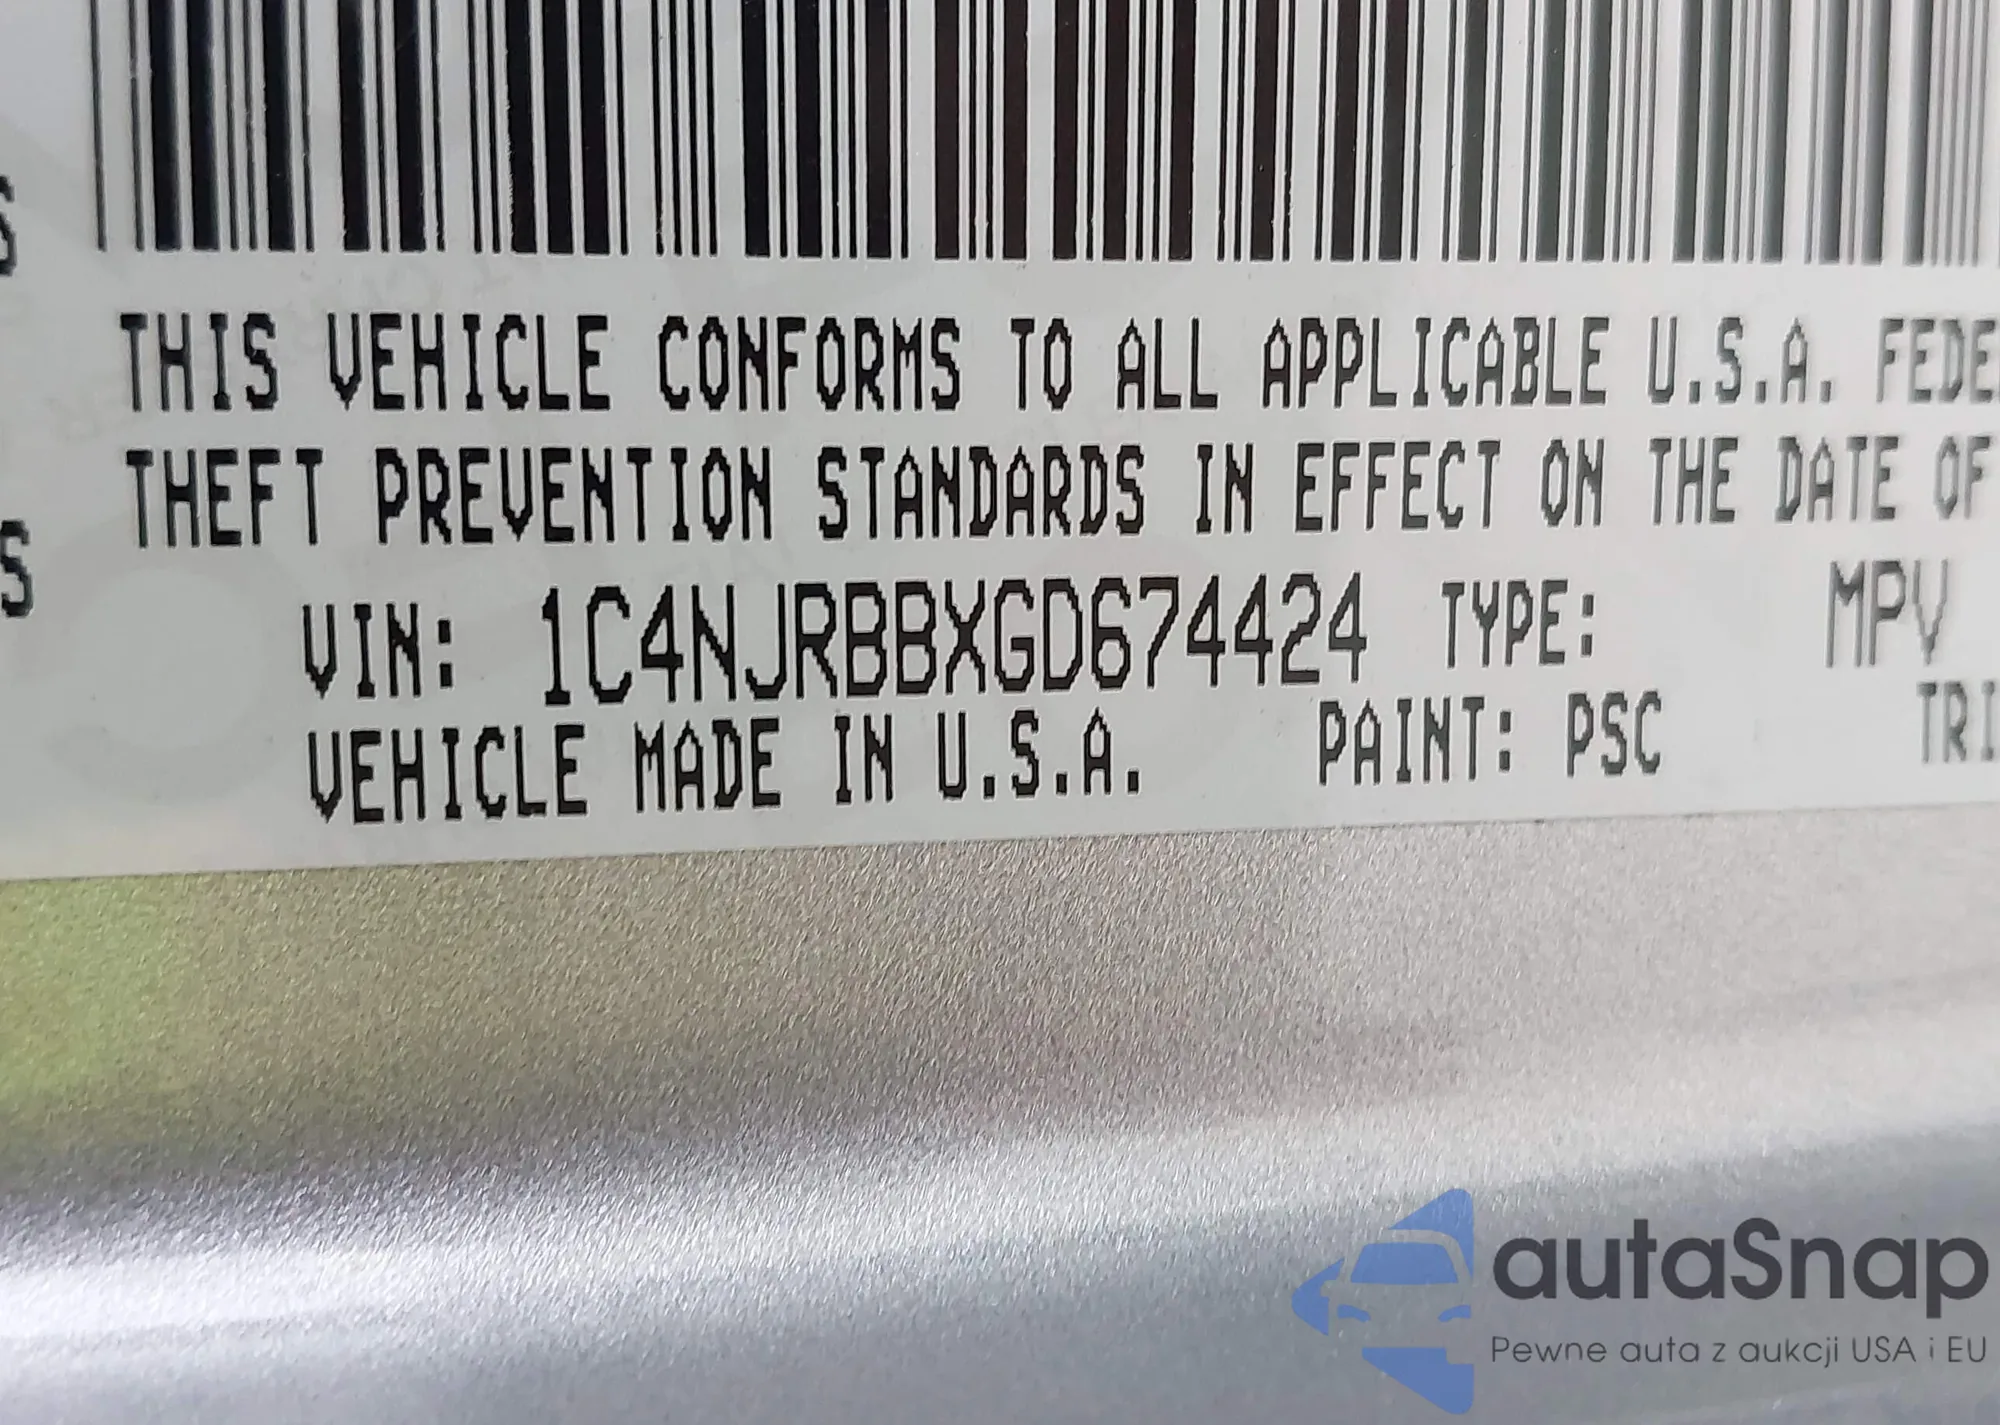 S
THIS VEHICLE CONFORMS TO ALL APPLICABLE U.S.A. FEDE
THEFT PREVENTION STANDARDS IN EFFECT ON THE DATE OF
S
VIN: 1C4NJRBBXGD674424 TYPE: MPV
VEHICLE MADE IN U.S.A. PAINT: PSC TRI
autaSnap
Pewne auta z aukcji USA i EU